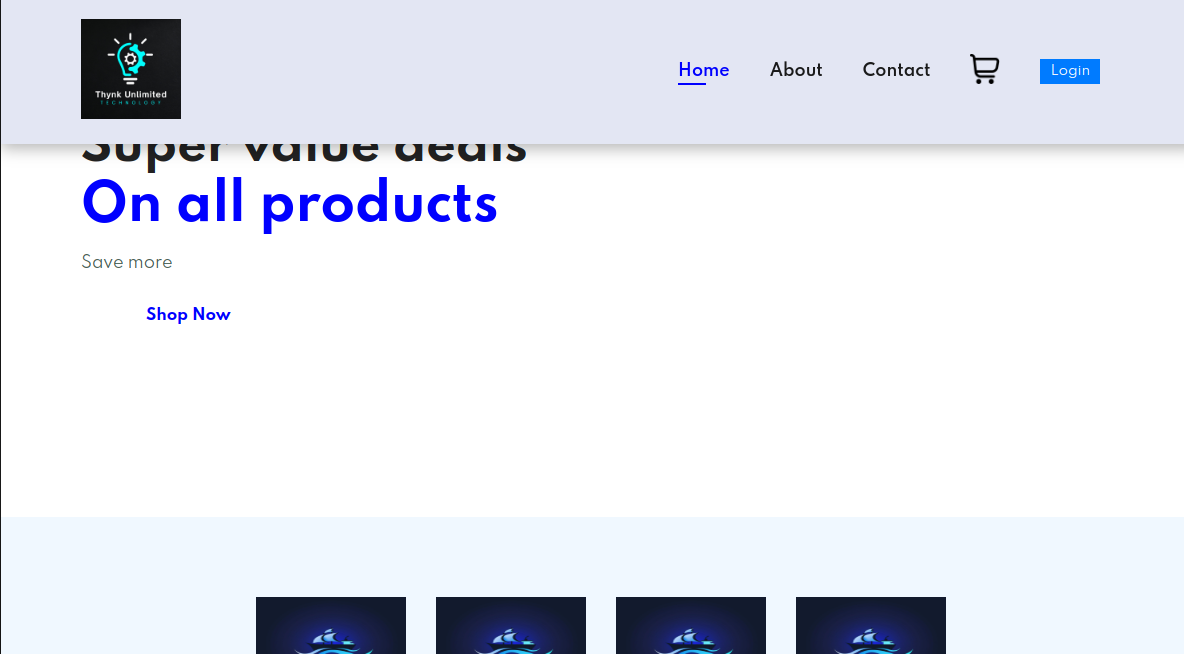 Thynk Unlimited
TECHNOLOGY
Home
About
Contact
Login
Super value deals
On all products
Save more
Shop Now